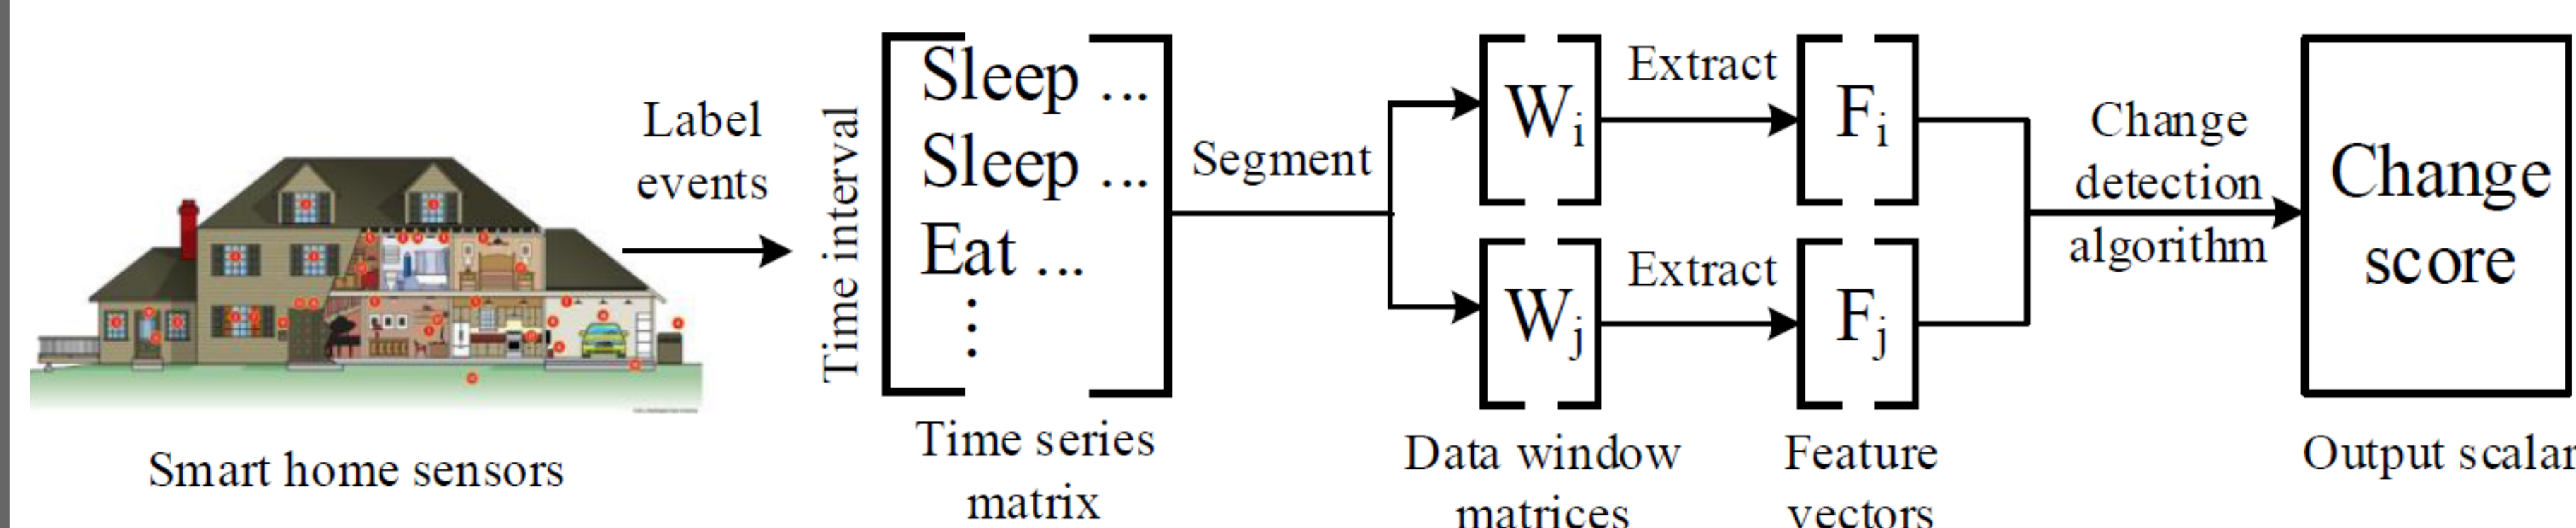 Label
events
Smart home sensors
Time interval
Sleep ...
Sleep ...
Eat ...
Time series
matrix
Segment
Wi
Wj
Data window
matrices
Extract
Extract
Fi
Fj
Feature
vectors
Change
detection
algorithm
Change
score
Output scalar